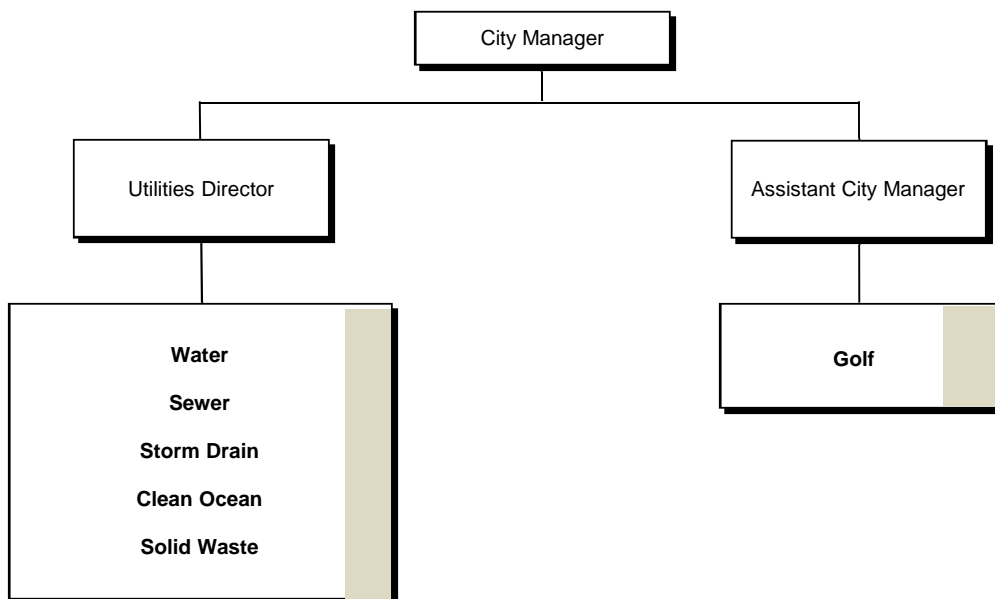 City Manager
Utilities Director
Assistant City Manager
Water
Sewer
Storm Drain
Clean Ocean
Solid Waste
Golf